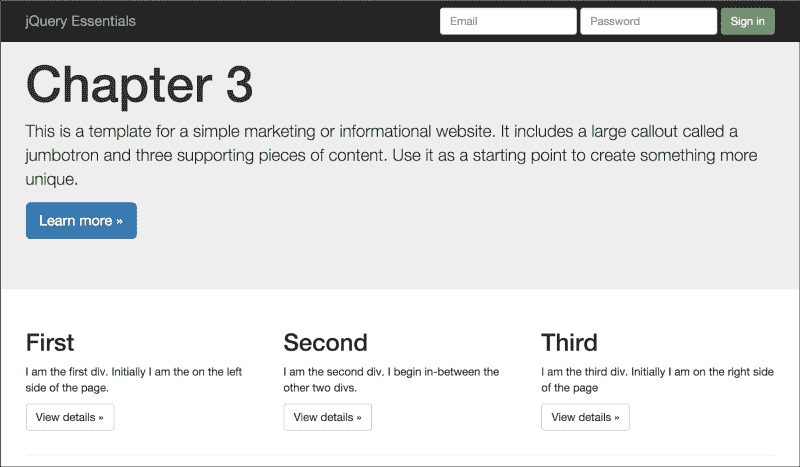 jQuery Essentials
Email
Password
Sign in
Chapter 3
This is a template for a simple marketing or informational website. It includes a large callout called a
jumbotron and three supporting pieces of content. Use it as a starting point to create something more
unique.
Learn more »
First
I am the first div. Initially I am the on the left
side of the page.
View details »
Second
I am the second div. I begin in-between the
other two divs.
View details »
Third
I am the third div. Initially I am on the right side
of the page
View details »